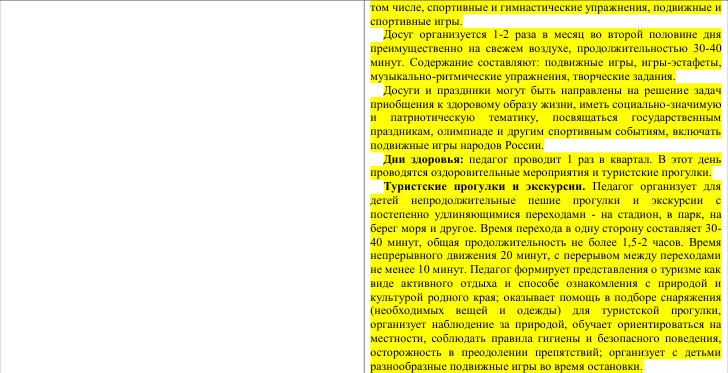 том числе, спортивные и гимнастические упражнения, подвижные и
спортивные игры.
Досуг организуется 1-2 раза в месяц во второй половине дня
преимущественно на свежем воздухе, продолжительностью 30-40
минут. Содержание составляют: подвижные игры, игры-эстафеты,
музыкально-ритмические упражнения, творческие задания.
Досуги и праздники могут быть направлены на решение задач
приобщения к здоровому образу жизни, иметь социально-значимую
и патриотическую тематику, посвящаться государственным
праздникам, олимпиаде и другим спортивным событиям, включать
подвижные игры народов России.
Дни здоровья: педагог проводит 1 раз в квартал. В этот день
проводятся оздоровительные мероприятия и туристские прогулки.
Туристские прогулки и экскурсии. Педагог организует для
детей непродолжительные пешие прогулки и экскурсии с
постепенно удлиняющимися переходами - на стадион, в парк, на
берег моря и другое. Время перехода в одну сторону составляет 30-
40 минут, общая продолжительность не более 1,5-2 часов. Время
непрерывного движения 20 минут, с перерывом между переходами
не менее 10 минут. Педагог формирует представления о туризме как
виде активного отдыха и способе ознакомления с природой и
культурой родного края; оказывает помощь в подборе снаряжения
(необходимых вещей и одежды) для туристской прогулки,
организует наблюдение за природой, обучает ориентироваться на
местности, соблюдать правила гигиены и безопасного поведения,
осторожность в преодолении препятствий; организует с детьми
разнообразные подвижные игры во время остановки.